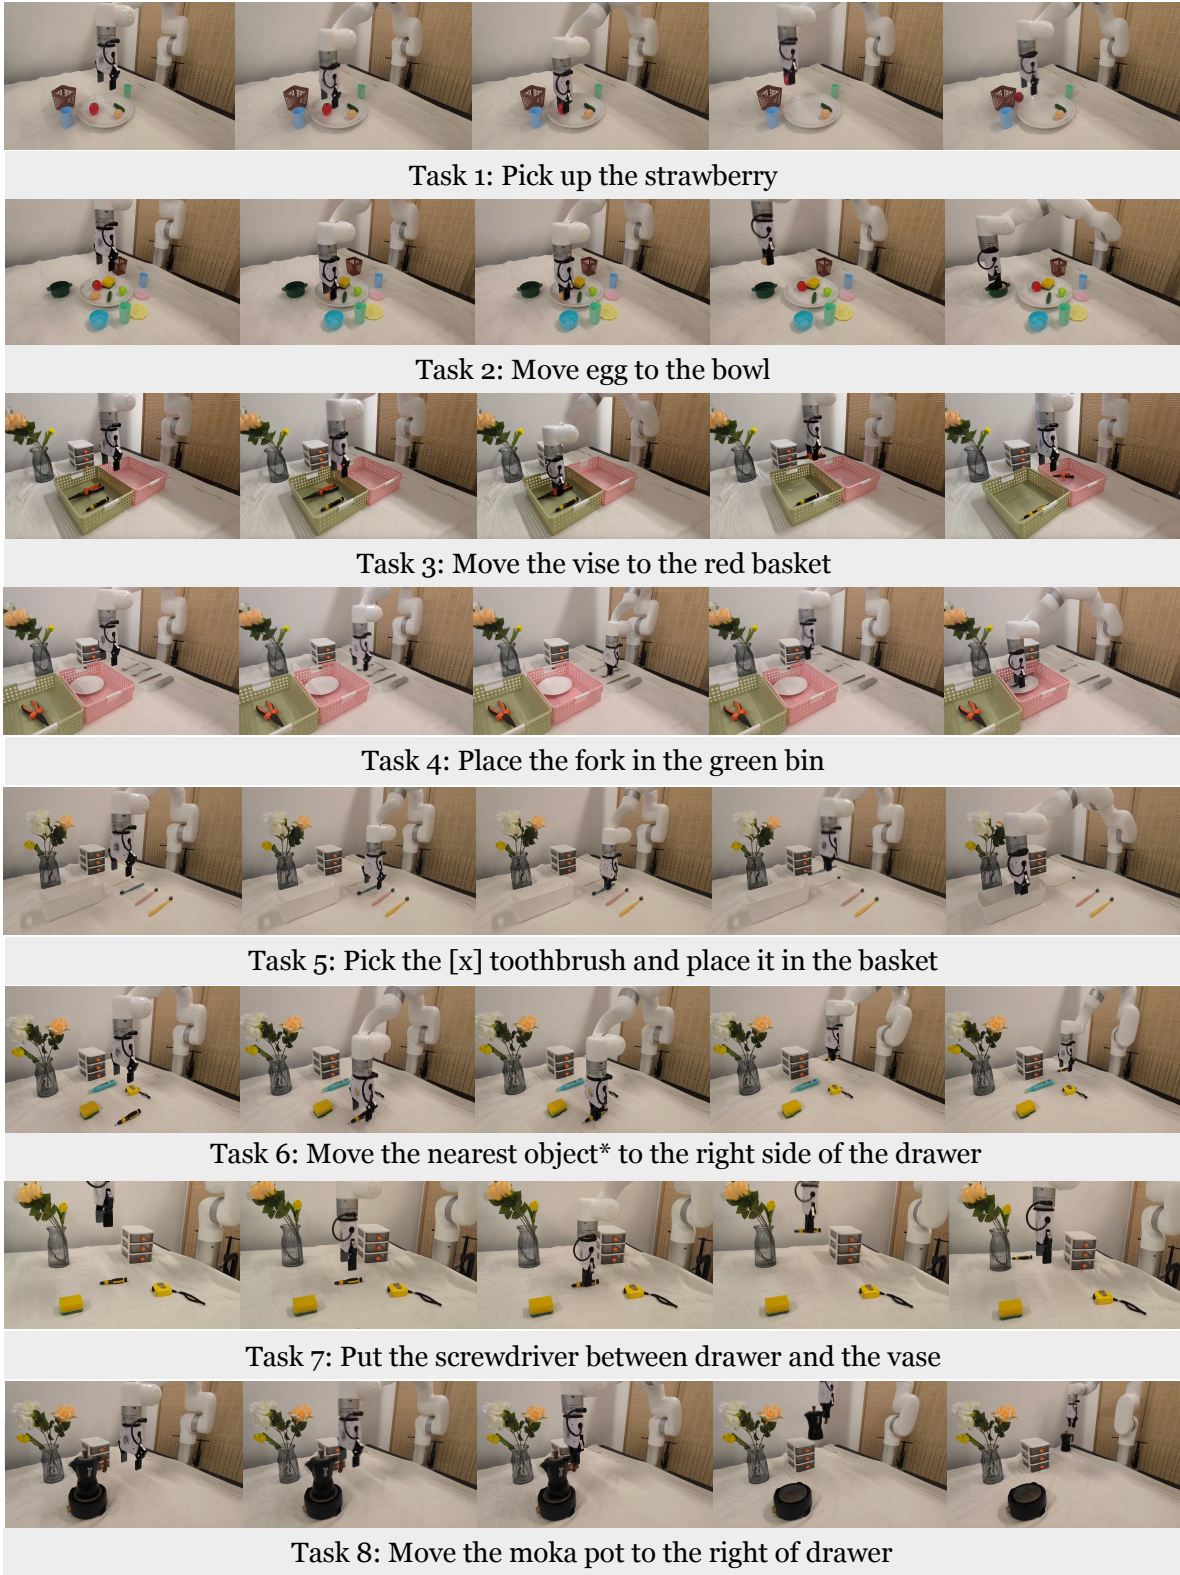 Task 1: Pick up the strawberry
Task 2: Move egg to the bowl
Task 3: Move the vise to the red basket
Task 4: Place the fork in the green bin
Task 5: Pick the [x] toothbrush and place it in the basket
Task 6: Move the nearest object* to the right side of the drawer
Task 7: Put the screwdriver between drawer and the vase
Task 8: Move the moka pot to the right of drawer